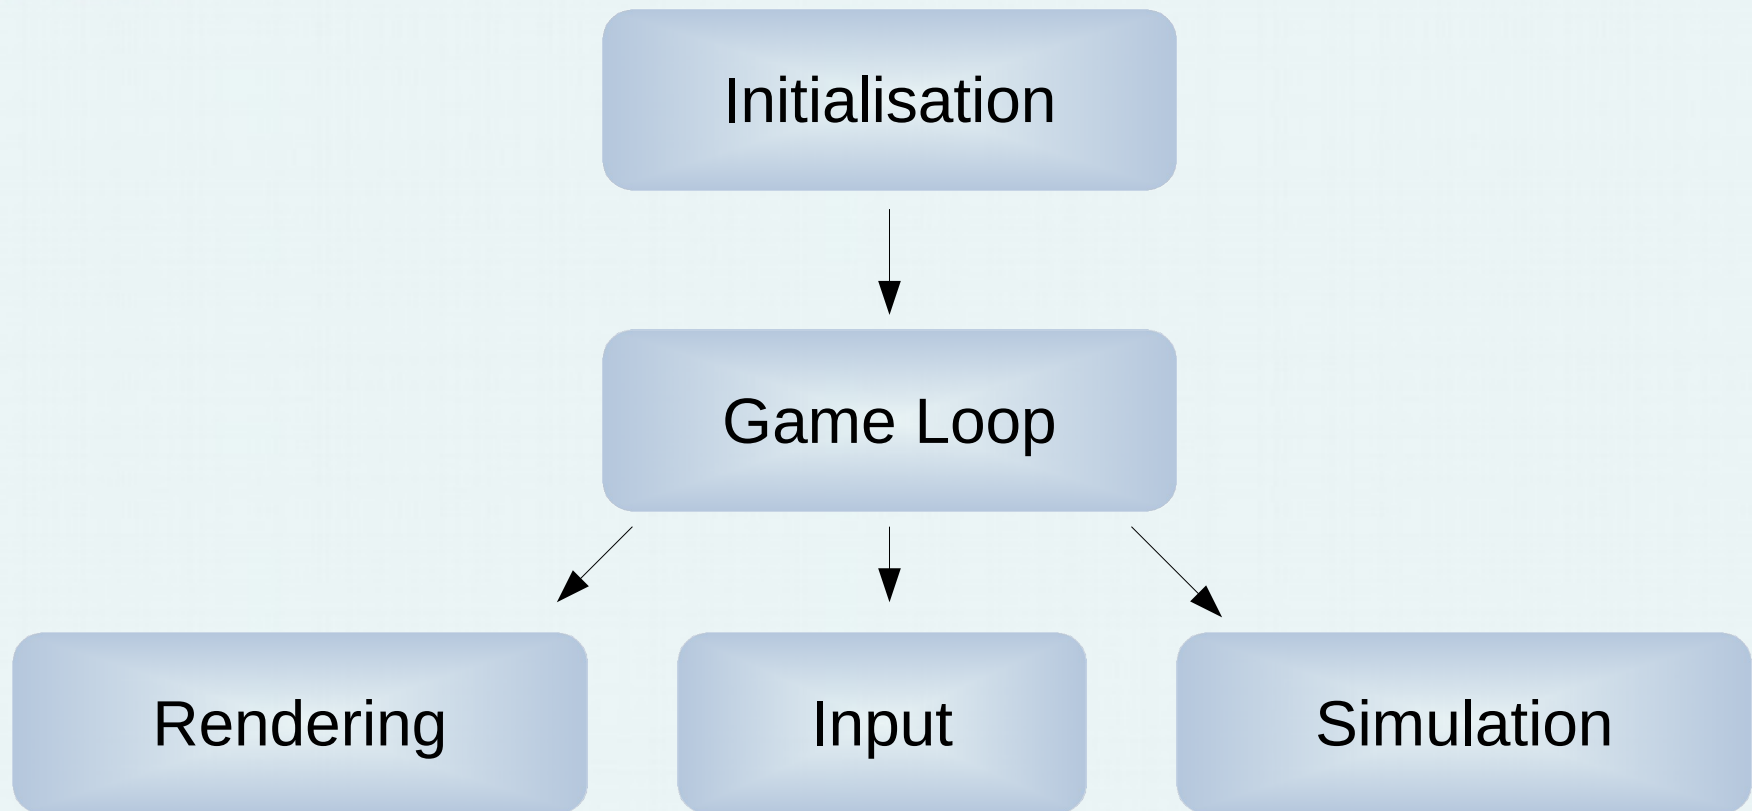 Initialisation
Game Loop
Rendering
Input
Simulation